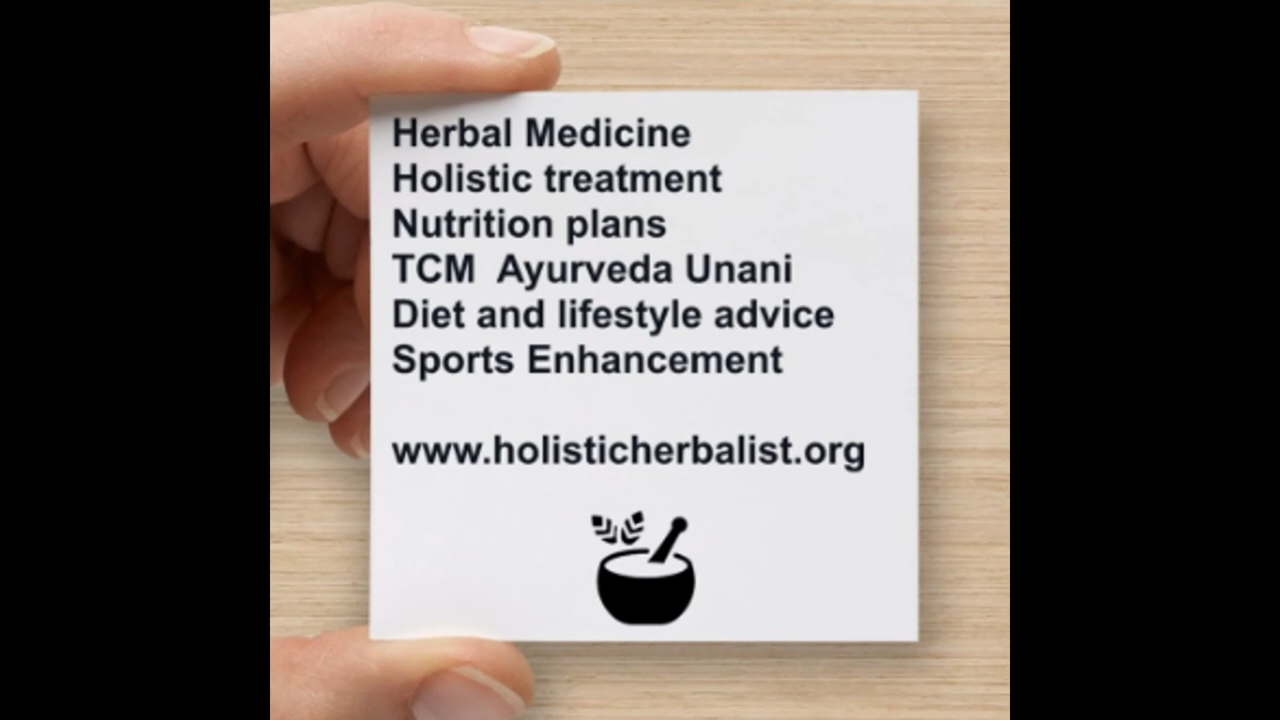 Herbal Medicine
Holistic treatment
Nutrition plans
TCM  Ayurveda Unani
Diet and lifestyle advice
Sports Enhancement
www.holisticherbalist.org